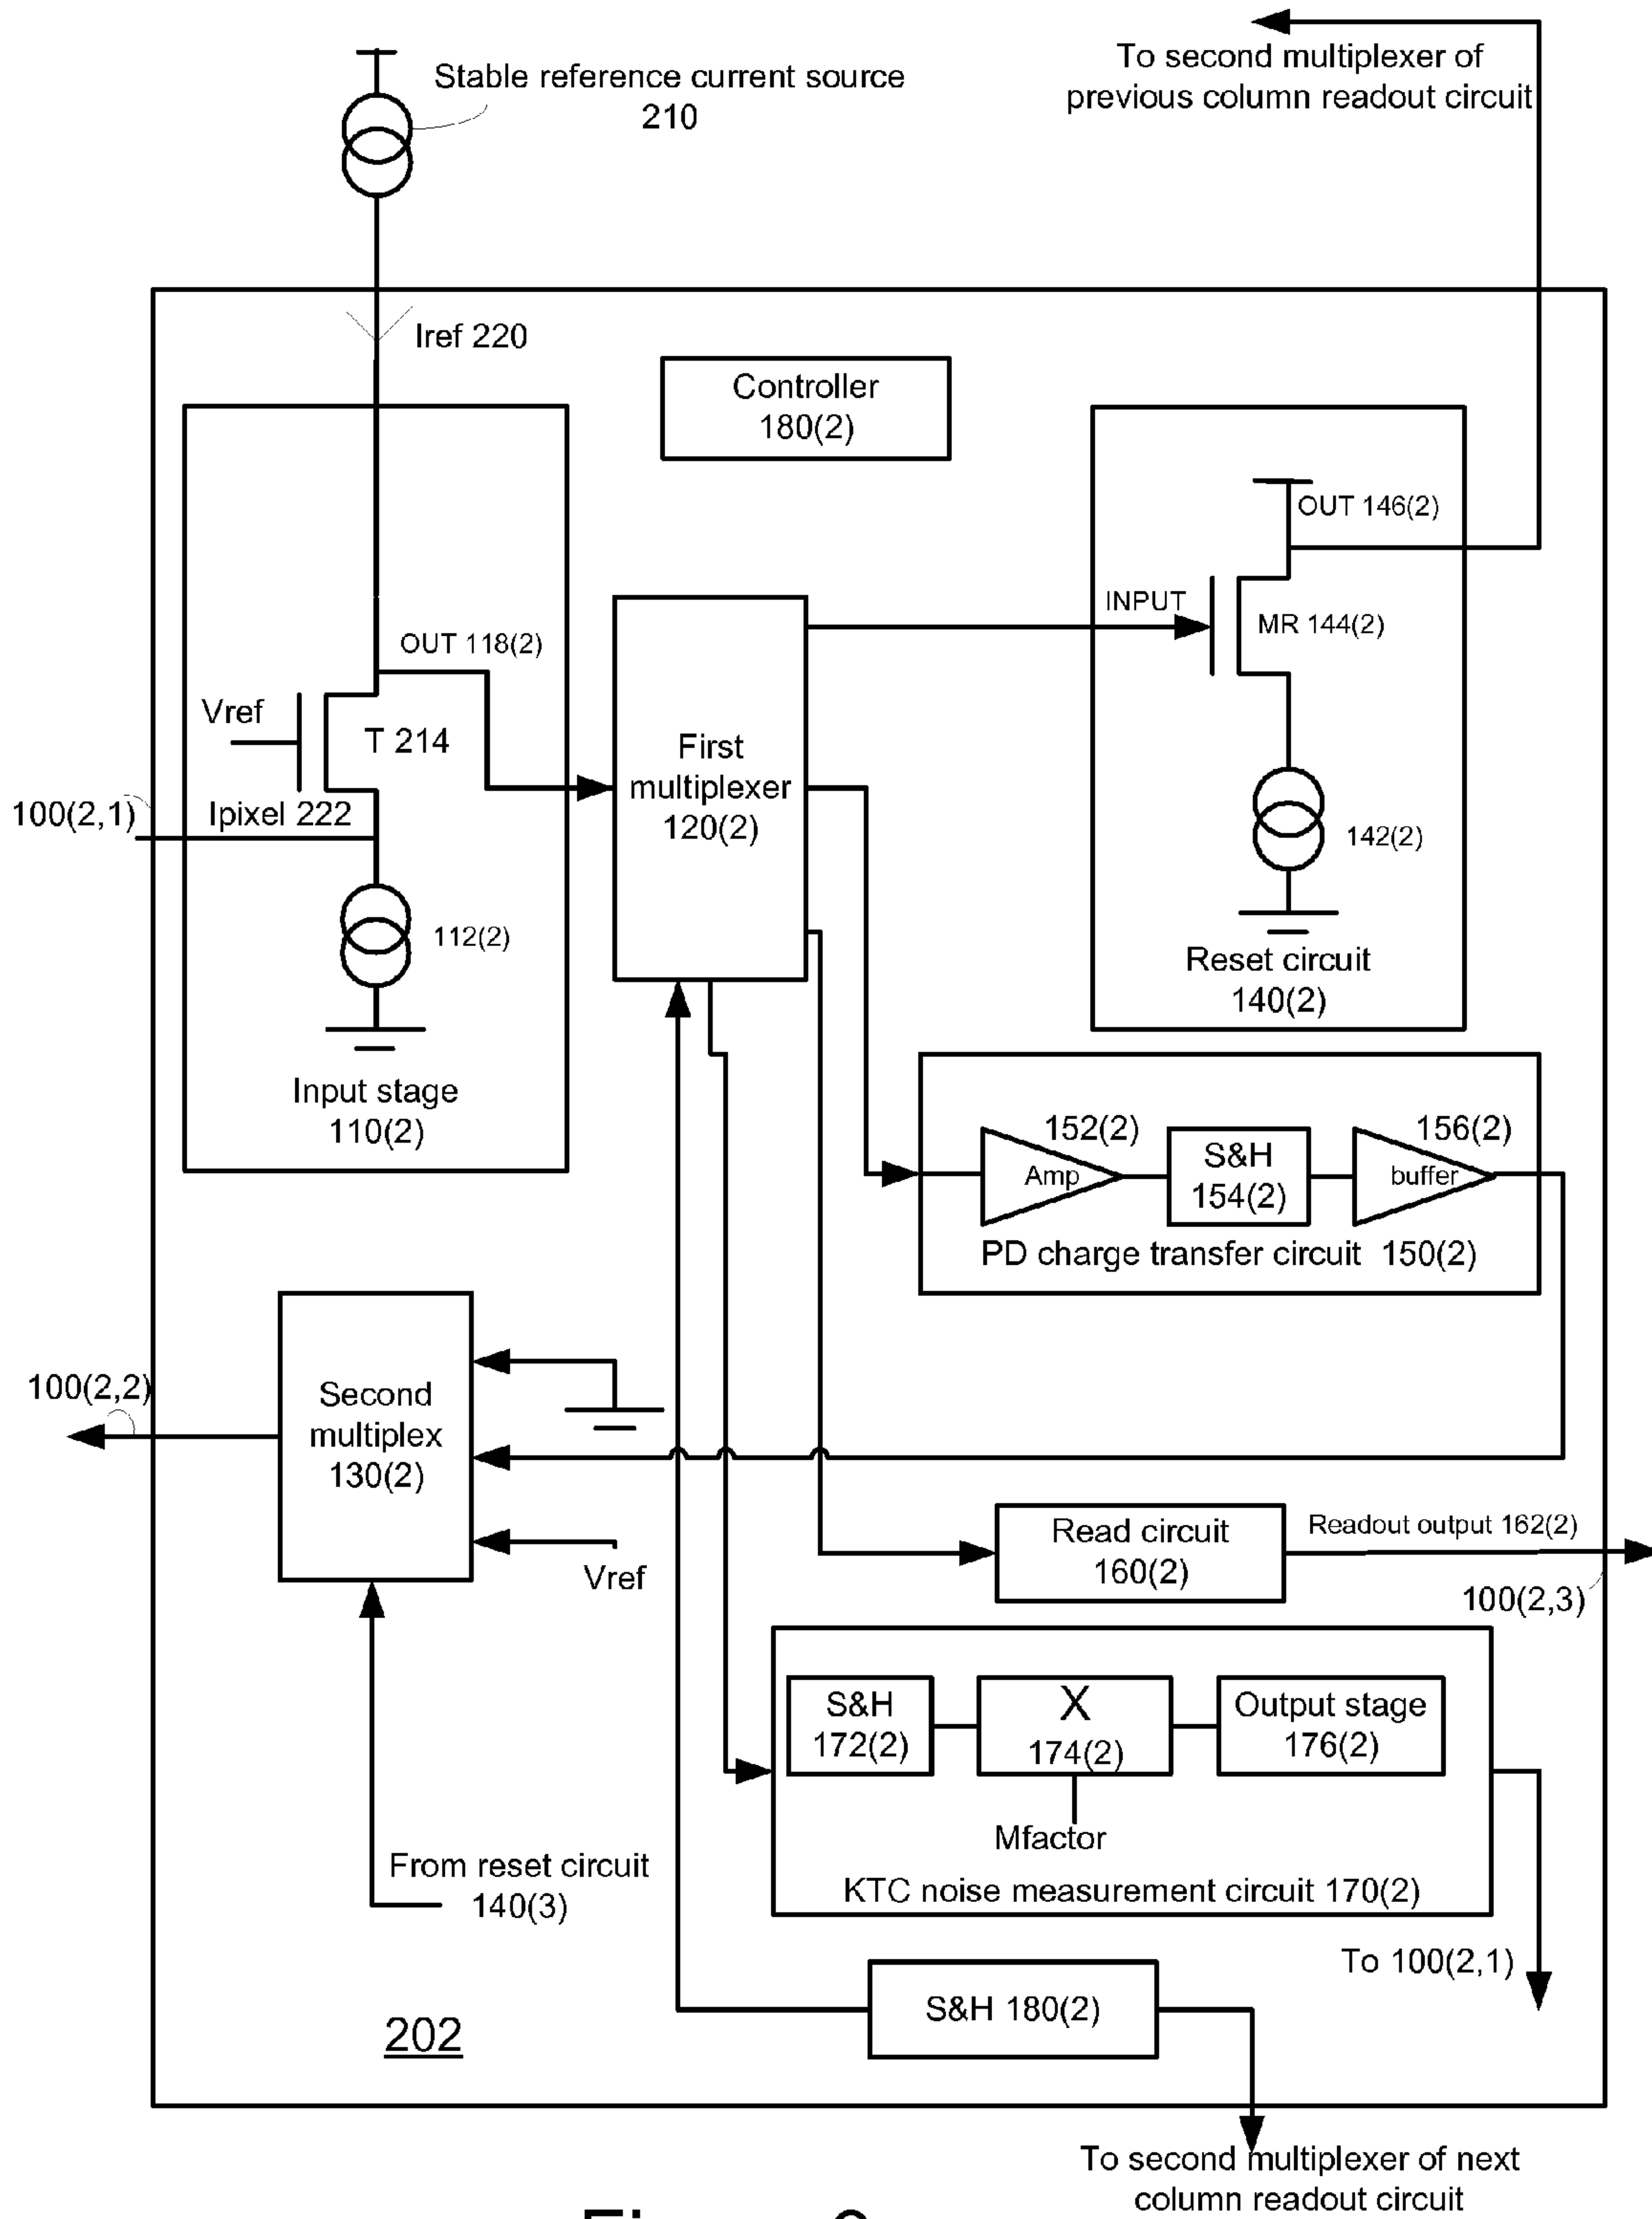 To second multiplexer of
previous column readout circuit
Stable reference current source
210
Iref 220
Controller
180(2)
OUT 146(2)
INPUT
MR 144(2)
OUT 118(2)
Vref
T 214
First
multiplexer
120(2)
100(2,1)
Ipixel 222
142(2)
112(2)
Reset circuit
140(2)
Input stage
110(2)
152(2)
156(2)
Amp
S&H
154(2)
buffer
PD charge transfer circuit 150(2)
100(2,2)
Second
multiplex
130(2)
Vref
Read circuit
160(2)
Readout output 162(2)
100(2,3)
S&H
172(2)
X
174(2)
Output stage
176(2)
Mfactor
KTC noise measurement circuit 170(2)
From reset circuit
140(3)
To 100(2,1)
S&H 180(2)
202
To second multiplexer of next
column readout circuit